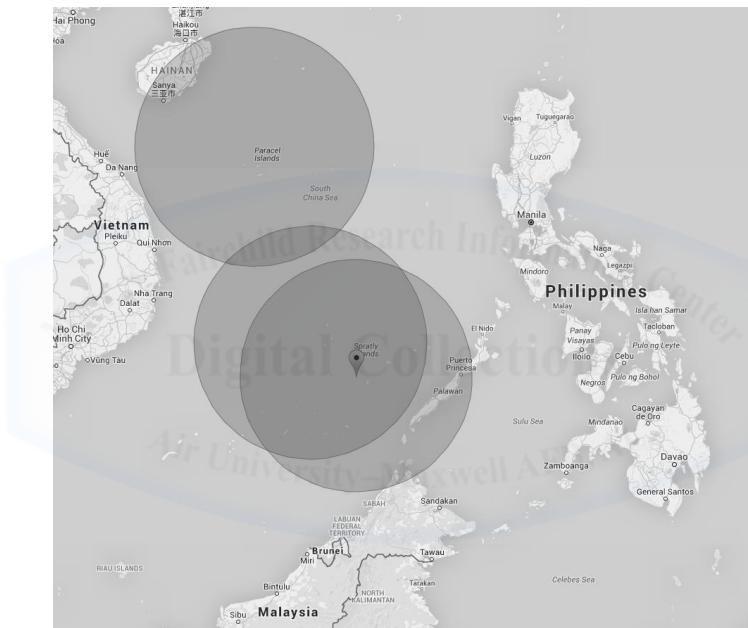 湛江市
Hai Phong
Haikou
海口市
HAINAN
Sanya
三亚市
Vigan
Tuguegarao
Luzon
Huế
Da Nang
Paracel
Islands
South
China Sea
Manila
Vietnam
Pleiku
Qui Nhơn
Naga
Legazpi
Mindoro
Philippines
Nha Trang
Dalat
Malay
Isla han Samar
Tacloban
Ho Chi
Minh City
Vũng Tàu
El Nido
Panay
Visayas
Iloilo
Cebu
Pulo ng Leyte
Spratly
Puerto
Princesa
Negros
Pulo ng Bohol
Palawan
Cagayan
de Oro
Sulu Sea
Mindanao
Zamboanga
Davao
General Santos
SABAH
Sandakan
LABUAN
FEDERAL
TERRITORY
Brunei
Miri
Tawau
RIAU ISLANDS
Celebes Sea
Bintulu
NORTH
KALIMANTAN
Tarakan
Sibu
Malaysia
Fairchild Research Information Center
Digital Collection
Air University–Maxwell